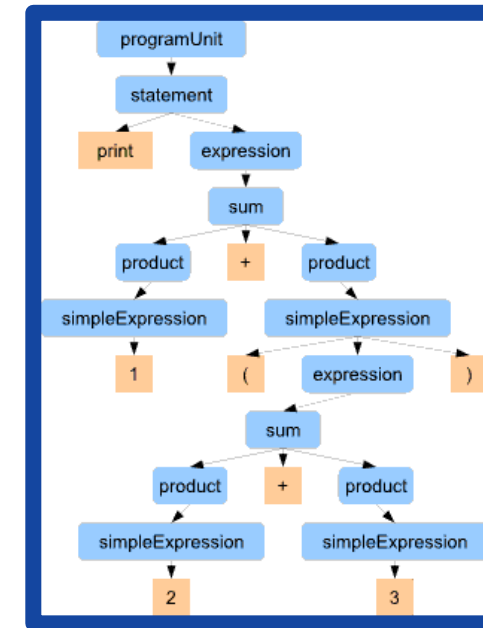 programUnit
statement
print expression
sum
product + product
simpleExpression simpleExpression
1 ( expression )
sum
product + product
simpleExpression simpleExpression
2 3